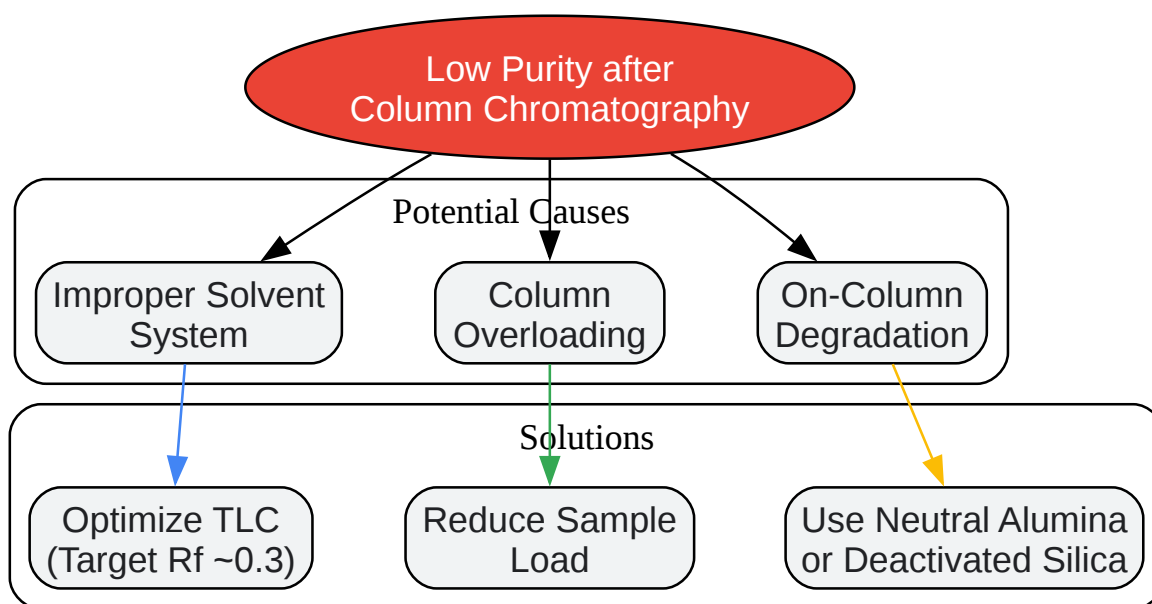 Low Purity after
Column Chromatography
Potential Causes
Improper Solvent
System
Column
Overloading
On-Column
Degradation
Solutions
Optimize TLC
(Target Rf ~0.3)
Reduce Sample
Load
Use Neutral Alumina
or Deactivated Silica